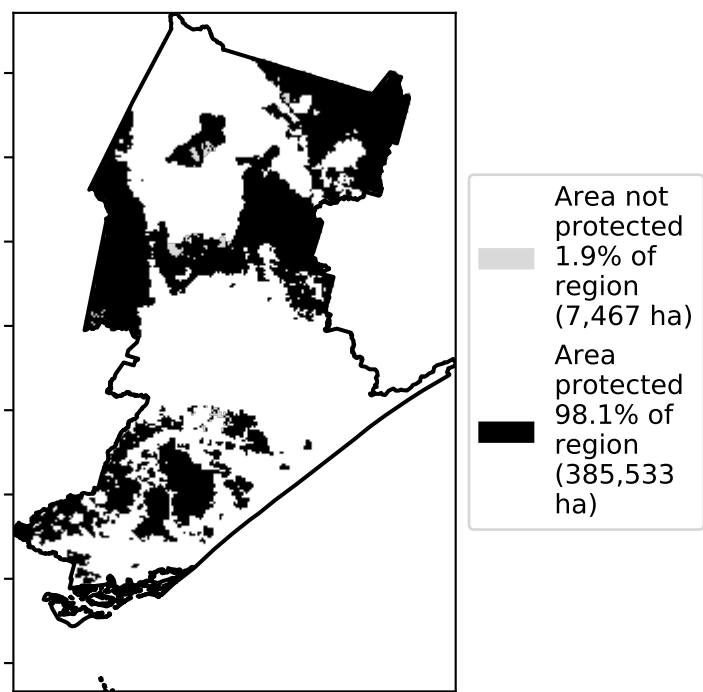 Area not
protected
1.9% of
region
(7,467 ha)
Area
protected
98.1% of
region
(385,533
ha)